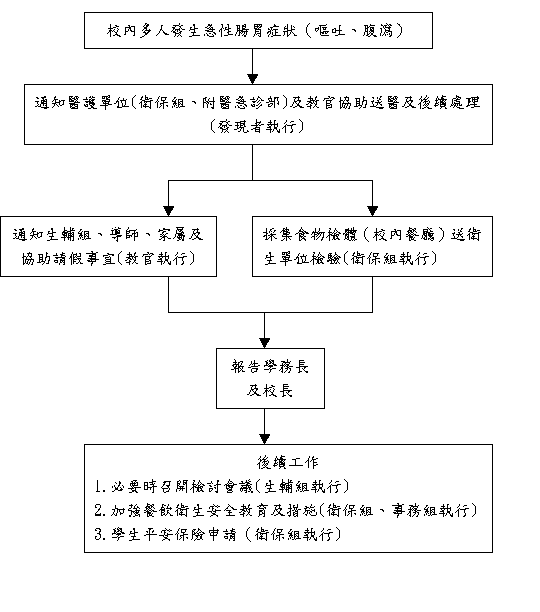 校內多人發生急性腸胃症狀（嘔吐、腹瀉）
通知醫護單位(衛保組、附醫急診部)及教官協助送醫及後續處理
(發現者執行)
通知生輔組、導師、家屬及
協助請假事宜(教官執行)
採集食物檢體（校內餐廳）送衛
生單位檢驗(衛保組執行)
報告學務長
及校長
後續工作
1.必要時召開檢討會議(生輔組執行)
2.加強餐飲衛生安全教育及措施(衛保組、事務組執行)
3.學生平安保險申請（衛保組執行)